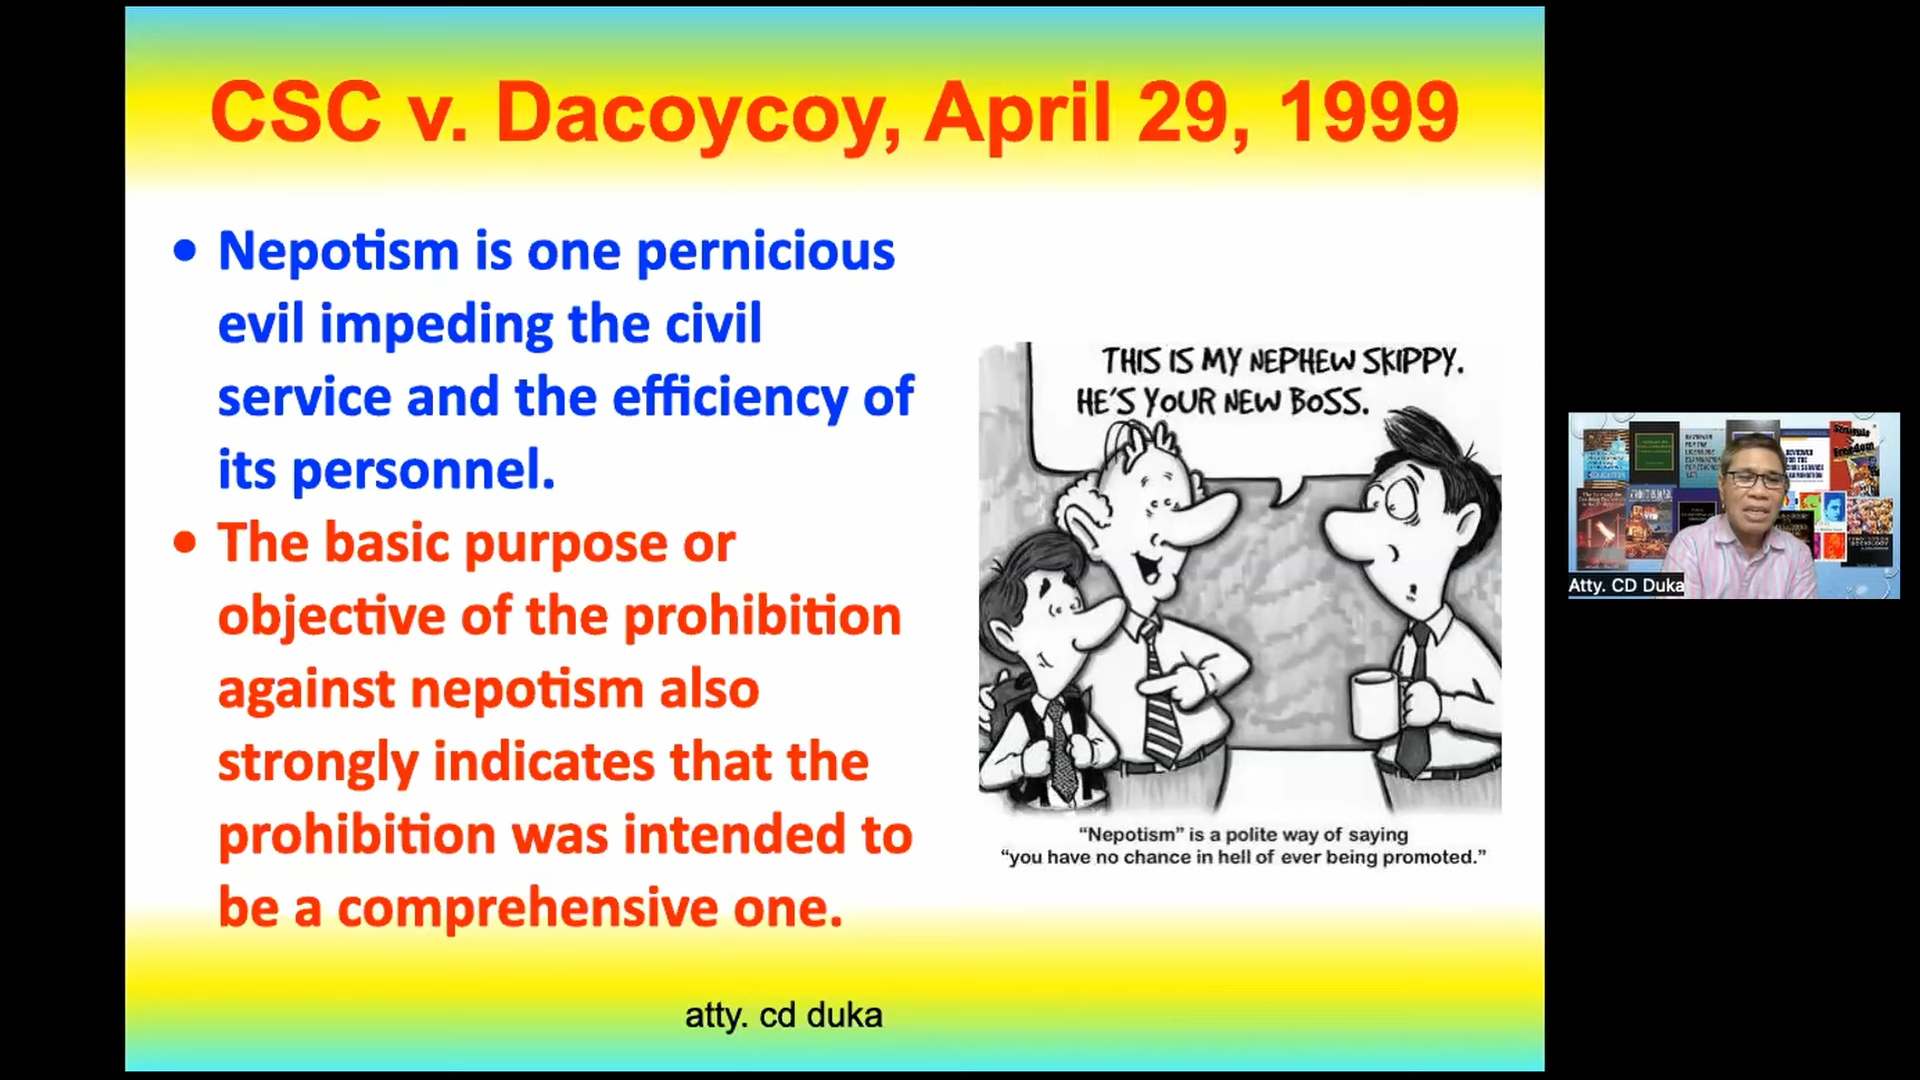 CSC v. Dacoycoy, April 29, 1999
• Nepotism is one pernicious
evil impeding the civil
service and the efficiency of
its personnel.
• The basic purpose or
objective of the prohibition
against nepotism also
strongly indicates that the
prohibition was intended to
be a comprehensive one.
THIS IS MY NEPHEW SKIPPY.
HE'S YOUR NEW BOSS.
“Nepotism” is a polite way of saying
“you have no chance in hell of ever being promoted.”
atty. cd duka
Atty. CD Duka